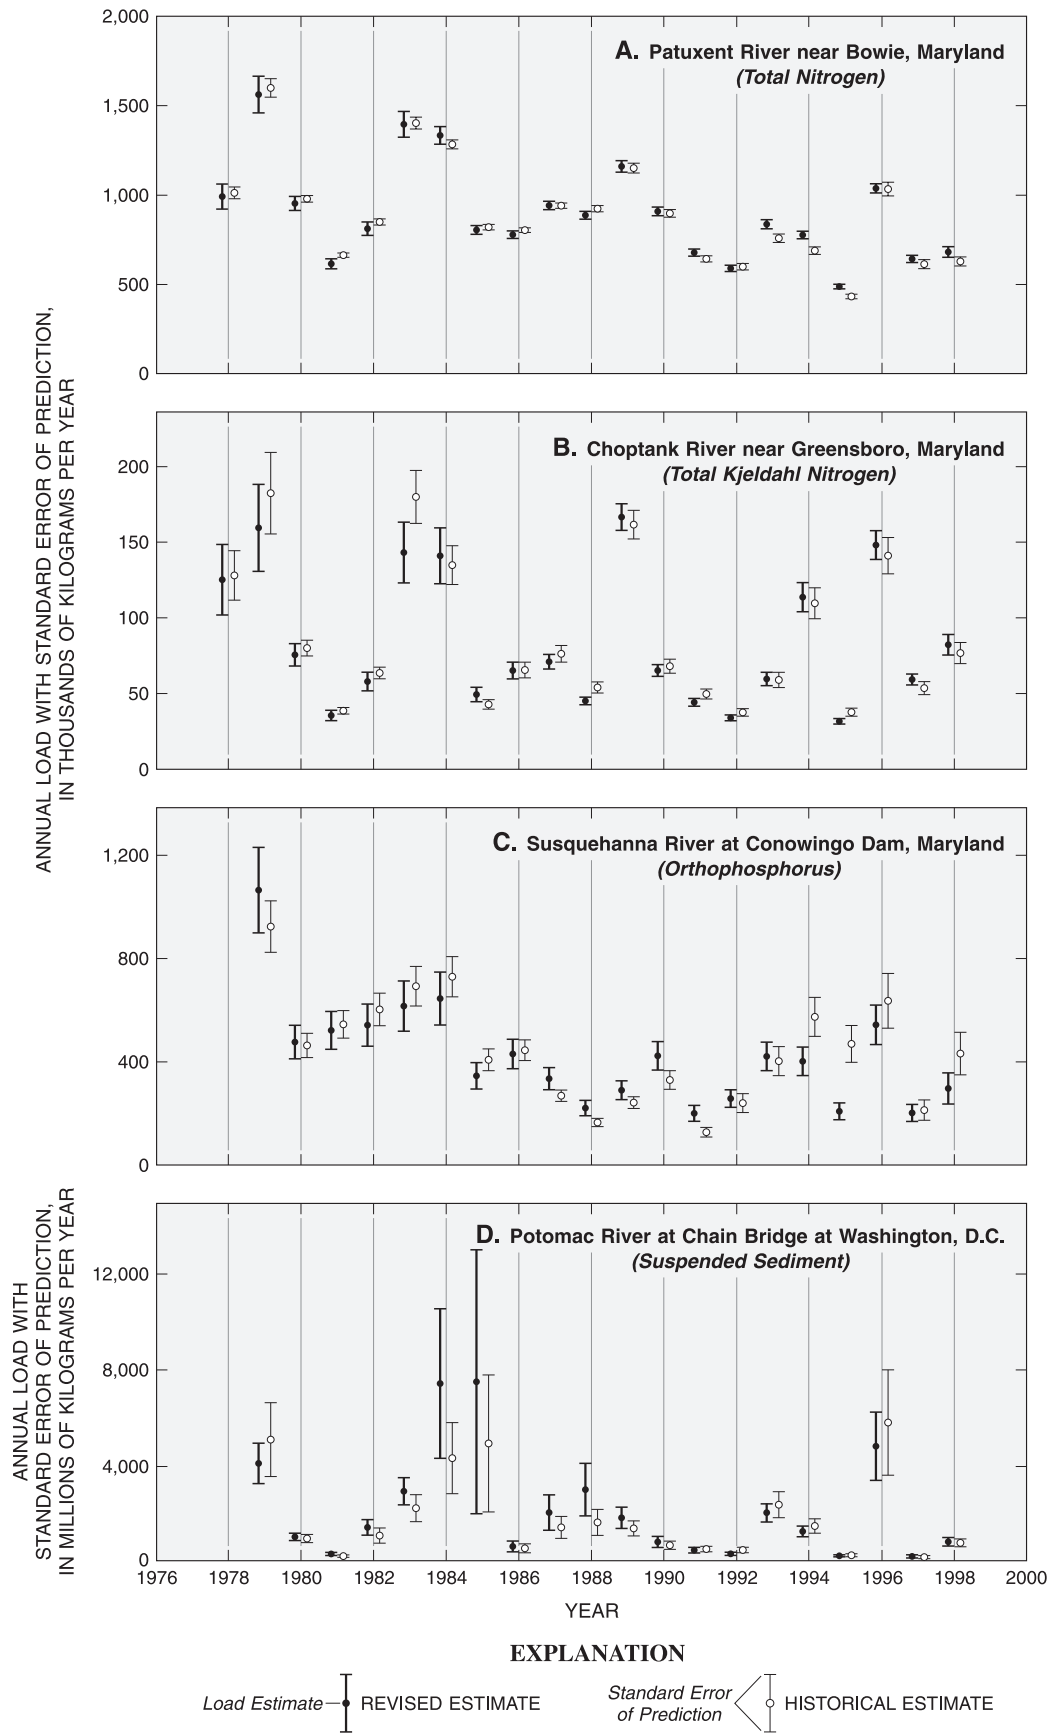 ANNUAL LOAD WITH STANDARD ERROR OF PREDICTION,
IN THOUSANDS OF KILOGRAMS PER YEAR
2,000
1,500
1,000
500
0
A. Patuxent River near Bowie, Maryland
(Total Nitrogen)
200
150
100
50
0
B. Choptank River near Greensboro, Maryland
(Total Kjeldahl Nitrogen)
1,200
800
400
0
C. Susquehanna River at Conowingo Dam, Maryland
(Orthophosphorus)
ANNUAL LOAD WITH
STANDARD ERROR OF PREDICTION,
IN MILLIONS OF KILOGRAMS PER YEAR
12,000
8,000
4,000
0
D. Potomac River at Chain Bridge at Washington, D.C.
(Suspended Sediment)
1976 1978 1980 1982 1984 1986 1988 1990 1992 1994 1996 1998 2000
YEAR
EXPLANATION
Load Estimate REVISED ESTIMATE
Standard Error
of Prediction
HISTORICAL ESTIMATE